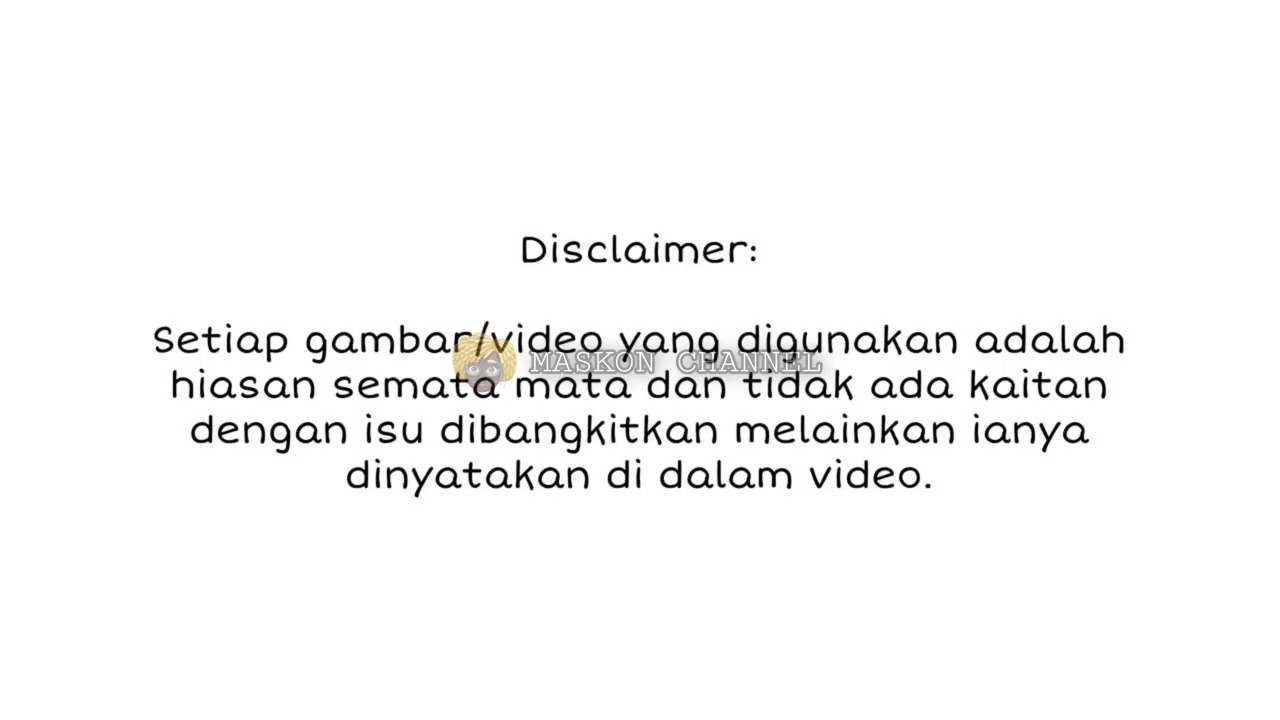 Disclaimer:
Setiap gambar/video yang digunakan adalah
MASKON CHANNEL
hiasan semata mata dan tidak ada kaitan
dengan isu dibangkitkan melainkan ianya
dinyatakan di dalam video.